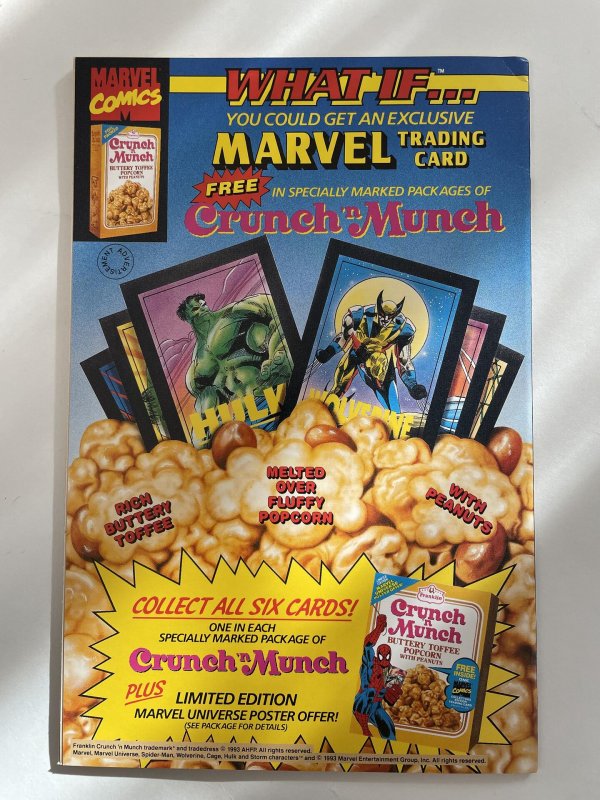 MARVEL
COMICS
Crunch
'n
Munch
BUTTERY TOFFEE
POPCORN
WITH PEANUTS
WHAT IF...™
YOU COULD GET AN EXCLUSIVE
MARVEL TRADING CARD
FREE IN SPECIALLY MARKED PACKAGES OF
Crunch 'n Munch
ADVERTISEMENT
HULK
WOLVERINE
RICH
BUTTERY
TOFFEE
MELTED
OVER
FLUFFY
POPCORN
WITH
PEANUTS
COLLECT ALL SIX CARDS!
ONE IN EACH
SPECIALLY MARKED PACKAGE OF
Crunch 'n Munch
PLUS LIMITED EDITION
MARVEL UNIVERSE POSTER OFFER!
(SEE PACKAGE FOR DETAILS)
Franklin
Crunch
'n
Munch
BUTTERY TOFFEE
POPCORN
WITH PEANUTS
FREE
INSIDE!
COMICS
Franklin Crunch 'n Munch trademark* and tradedress © 1993 AHFP. All rights reserved.
Marvel, Marvel Universe, Spider-Man, Wolverine, Cage, Hulk and Storm characters™ and © 1993 Marvel Entertainment Group, Inc. All rights reserved.